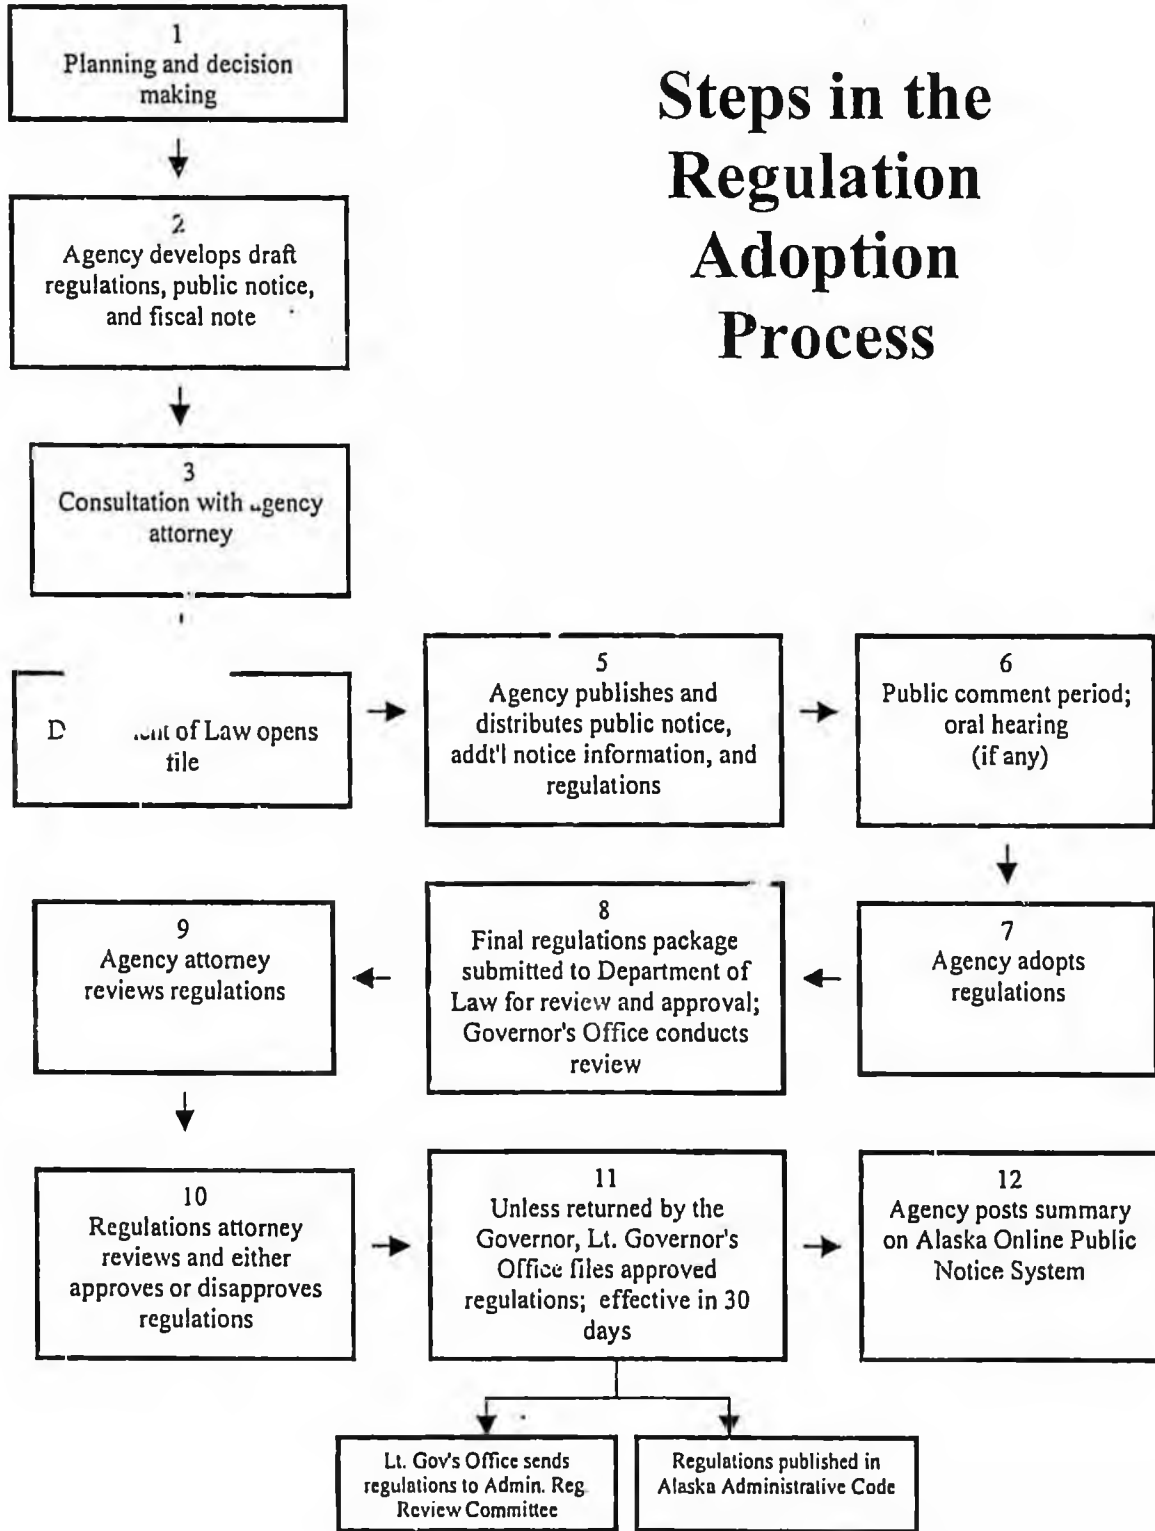 Steps in the
Regulation
Adoption
Process
1
Planning and decision
making
2
Agency develops draft
regulations, public notice,
and fiscal note
3
Consultation with agency
attorney
of Law opens
file
5
Agency publishes and
distributes public notice,
addt'l notice information, and
regulations
6
Public comment period;
oral hearing
(if any)
7
Agency adopts
regulations
8
Final regulations package
submitted to Department of
Law for review and approval;
Governor's Office conducts
review
9
Agency attorney
reviews regulations
10
Regulations attorney
reviews and either
approves or disapproves
regulations
11
Unless returned by the
Governor, Lt. Governor's
Office files approved
regulations; effective in 30
days
12
Agency posts summary
on Alaska Online Public
Notice System
Lt. Gov's Office sends
regulations to Admin. Reg.
Review Committee
Regulations published in
Alaska Administrative Code